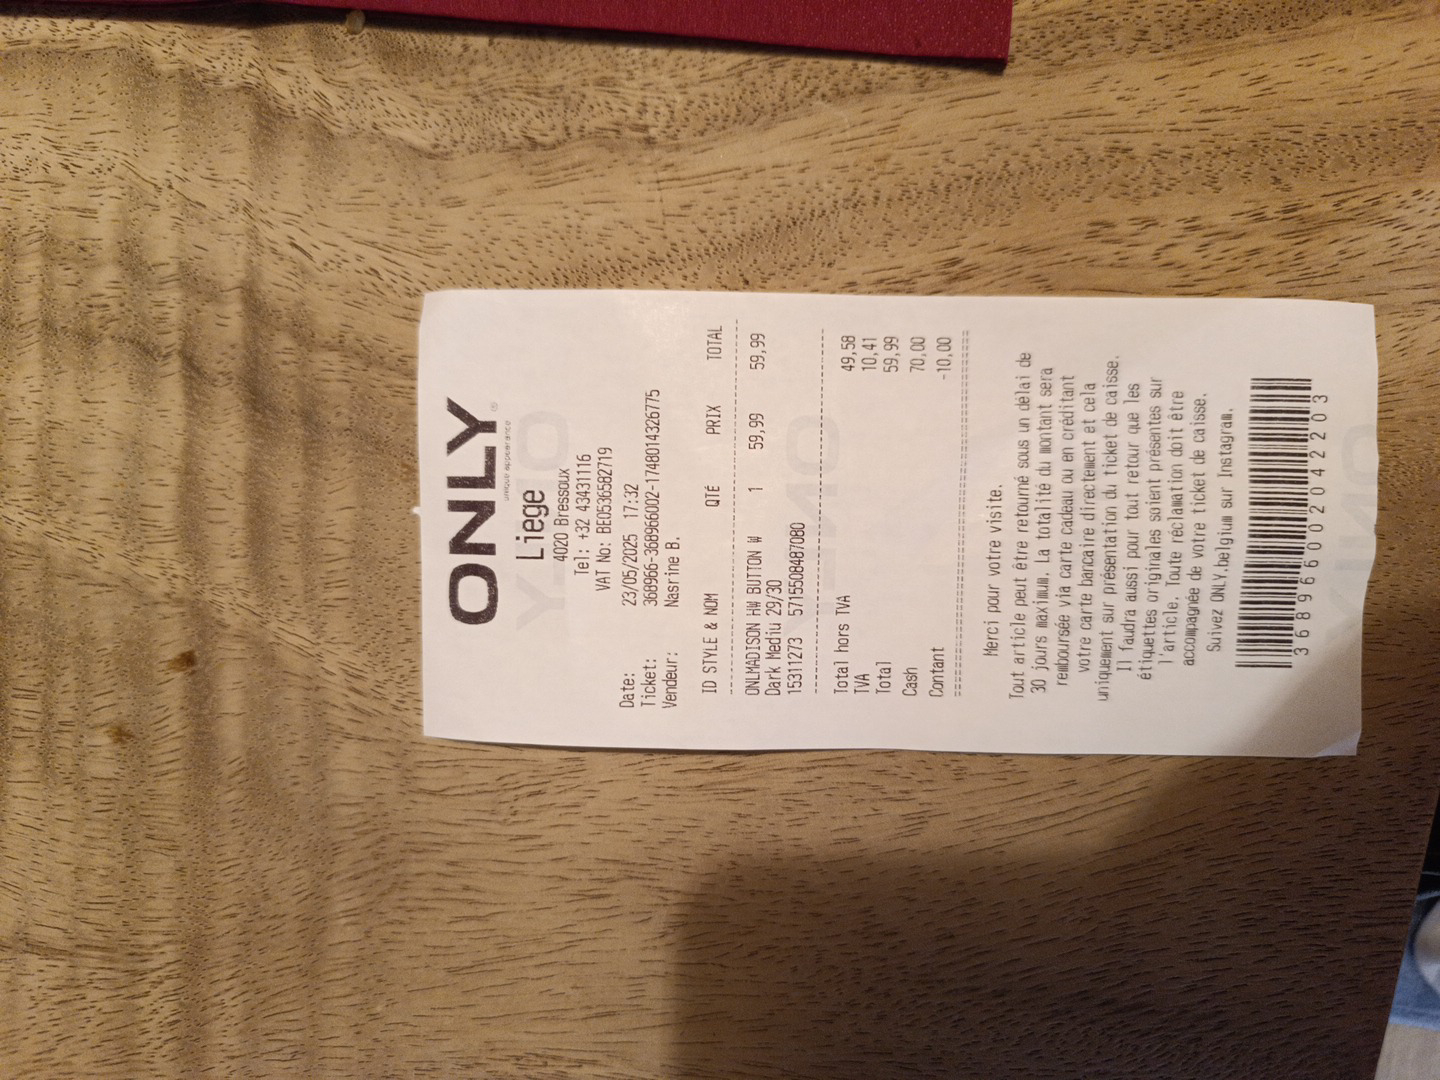 ONLY
unique appearance
Liege
4020 Bressoux
Tel: +32 43431116
VAT No: BE0536582719
Date: 23/05/2025 17:32
Ticket: 368966-368966002-1748014326775
Vendeur: Nasrine B.
ID STYLE & NOM QTE PRIX TOTAL
ONLMADISON HW BUTTON W 1 59,99 59,99
Dark Mediu 29/30
15311273 5715508487080
Total hors TVA 49,58
TVA 10,41
Total 59,99
Cash 70,00
Contant -10,00
Merci pour votre visite.
Tout article peut être retourné sous un délai de
30 jours maximum. La totalité du montant sera
remboursée via carte cadeau ou en créditant
votre carte bancaire directement et cela
uniquement sur présentation du ticket de caisse.
Il faudra aussi pour tout retour que les
étiquettes originales soient présentes sur
l'article. Toute réclamation doit être
accompagnée de votre ticket de caisse.
Suivez ONLY.belgium sur Instagram.
36896600204203